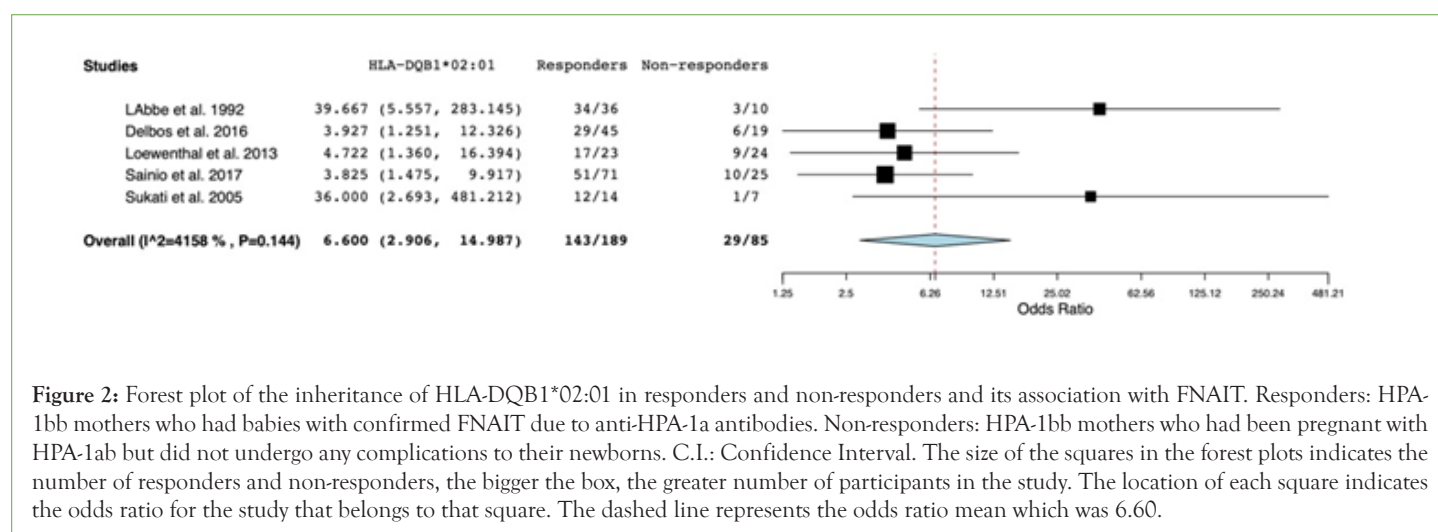 Studies HLA-DQB1*02:01 Responders Non-responders
LAbbe et al. 1992 39.667 (5.557, 283.145) 34/36 3/10
Delbos et al. 2016 3.927 (1.251, 12.326) 29/45 6/19
Loewenthal et al. 2013 4.722 (1.360, 16.394) 17/23 9/24
Sainio et al. 2017 3.825 (1.475, 9.917) 51/71 10/25
Sukati et al. 2005 36.000 (2.693, 481.212) 12/14 1/7
Overall (I^2=4158 % , P=0.144) 6.600 (2.906, 14.987) 143/189 29/85
1.25 2.5 6.26 12.51 25.02 62.56 125.12 250.24 481.21
Odds Ratio
Figure 2: Forest plot of the inheritance of HLA-DQB1*02:01 in responders and non-responders and its association with FNAIT. Responders: HPA-
1bb mothers who had babies with confirmed FNAIT due to anti-HPA-1a antibodies. Non-responders: HPA-1bb mothers who had been pregnant with
HPA-1ab but did not undergo any complications to their newborns. C.I.: Confidence Interval. The size of the squares in the forest plots indicates the
number of responders and non-responders, the bigger the box, the greater number of participants in the study. The location of each square indicates
the odds ratio for the study that belongs to that square. The dashed line represents the odds ratio mean which was 6.60.